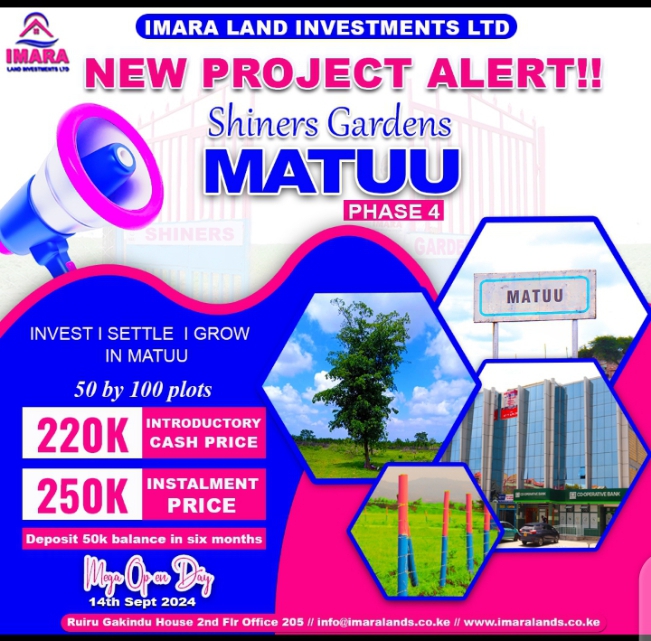 IMARA LAND INVESTMENTS LTD
IMARA
LAND INVESTMENTS LTD
NEW PROJECT ALERT!!
Shiners Gardens
MATUU
PHASE 4
SHINERS
GARDE
MATUU
INVEST I SETTLE I GROW
IN MATUU
50 by 100 plots
220K
INTRODUCTORY
CASH PRICE
250K
INSTALMENT
PRICE
CO-OPERATIVE BANK
Deposit 50k balance in six months
Mega Open Day
14th Sept 2024
Ruiru Gakindu House 2nd Flr Office 205 // info@imaralands.co.ke // www.imaralands.co.ke